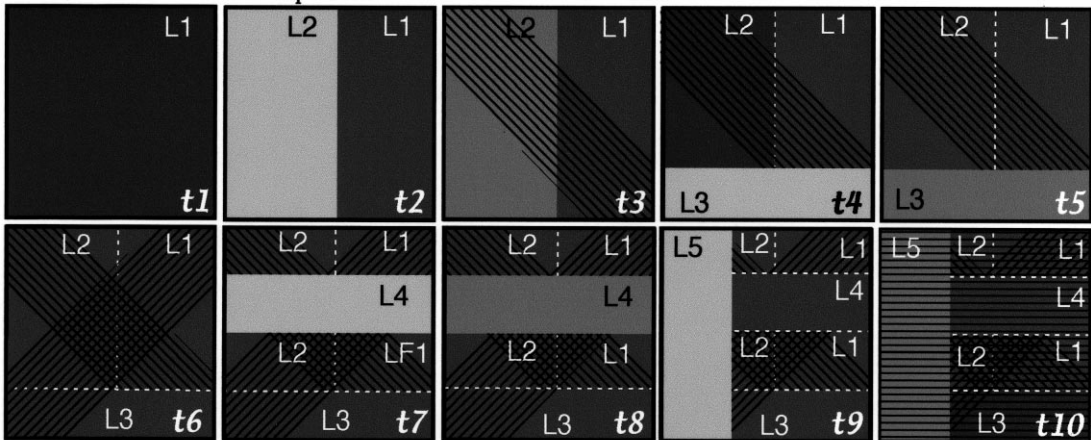 L1
t1
L2 L1
t2
L2 L1
t3
L2 L1
L3 t4
L2 L1
L3 t5
L2 L1
L3 t6
L2 L1
L4
L2 LF1
L3 t7
L2 L1
L4
L2 L1
L3 t8
L5 L2 L1
L4
L2 L1
L3 t9
L5 L2 L1
L4
L2 L1
L3 t10